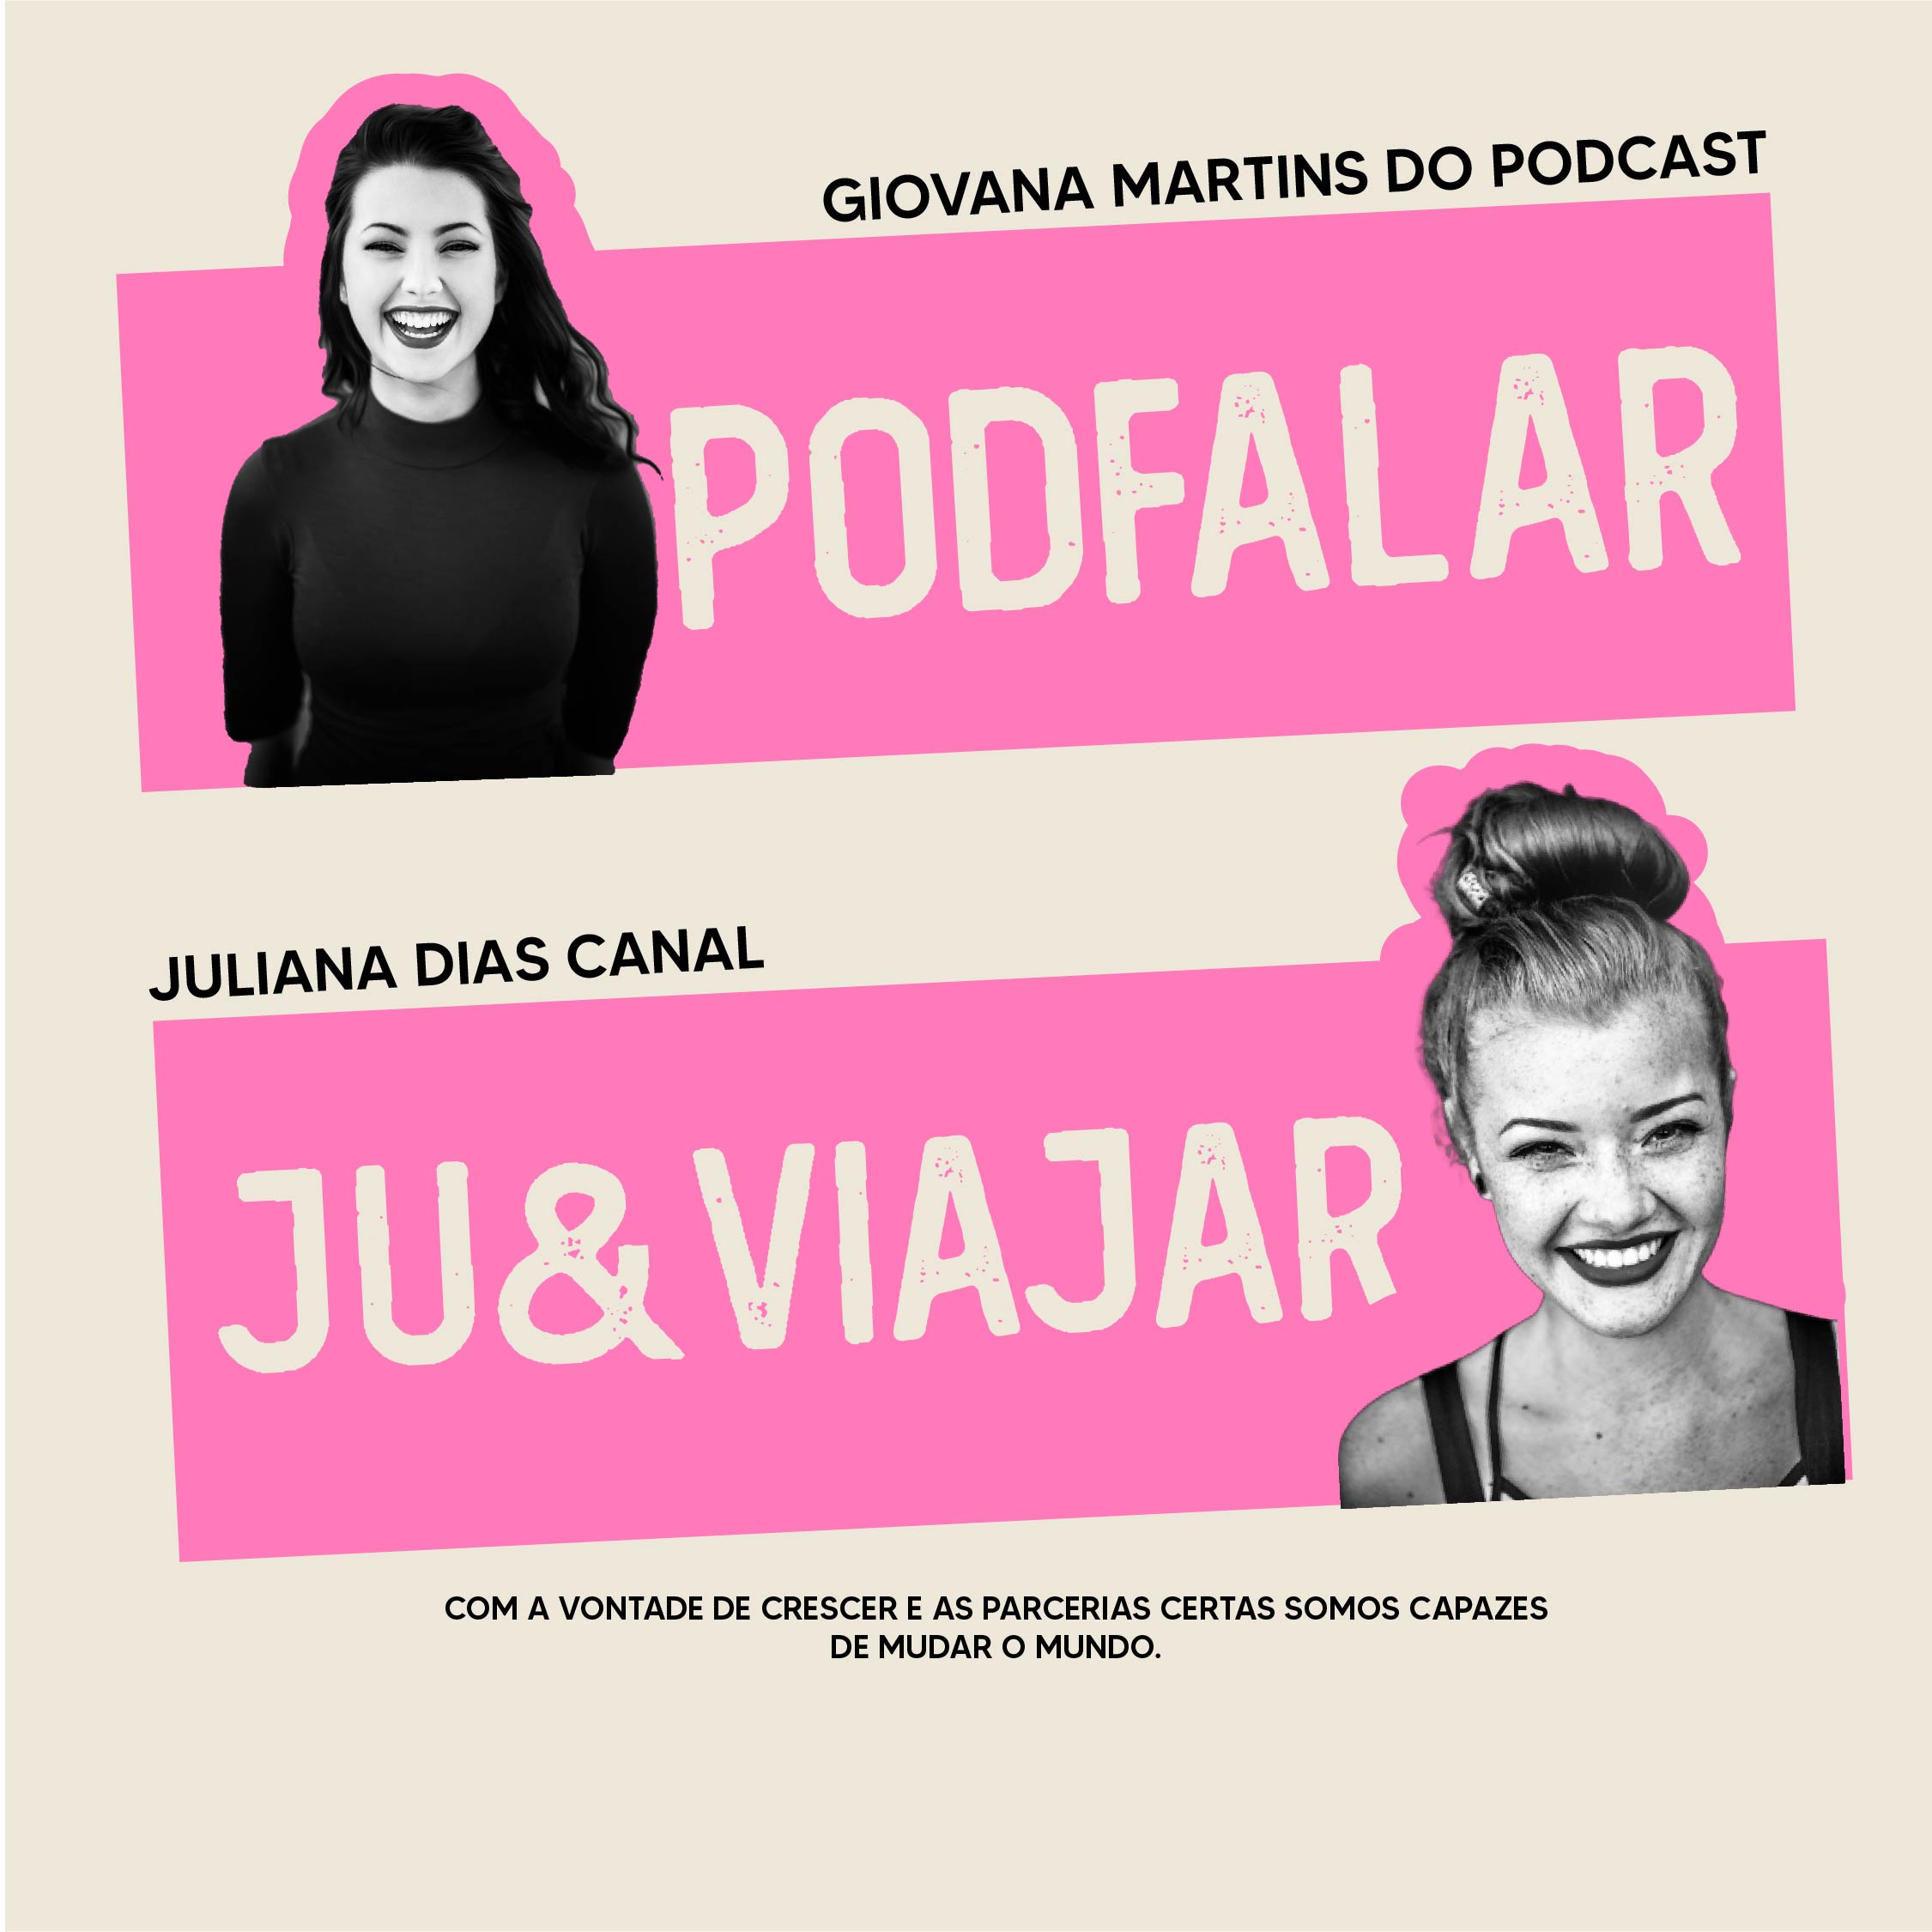 GIOVANA MARTINS DO PODCAST
PODFALAR
JULIANA DIAS CANAL
JU&VIAJAR
COM A VONTADE DE CRESCER E AS PARCERIAS CERTAS SOMOS CAPAZES
DE MUDAR O MUNDO.